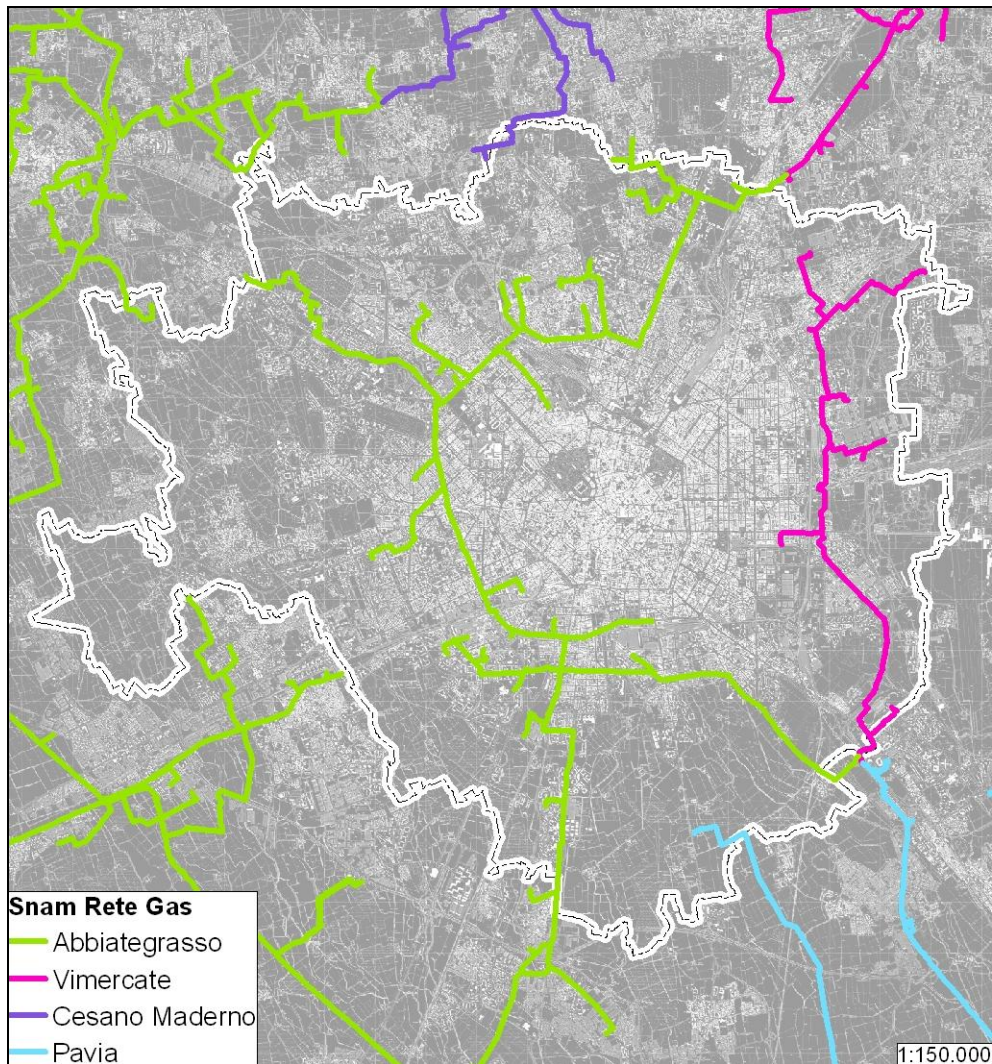 Snam Rete Gas
Abbiategrasso
Vimercate
Cesano Maderno
Pavia
1:150.000